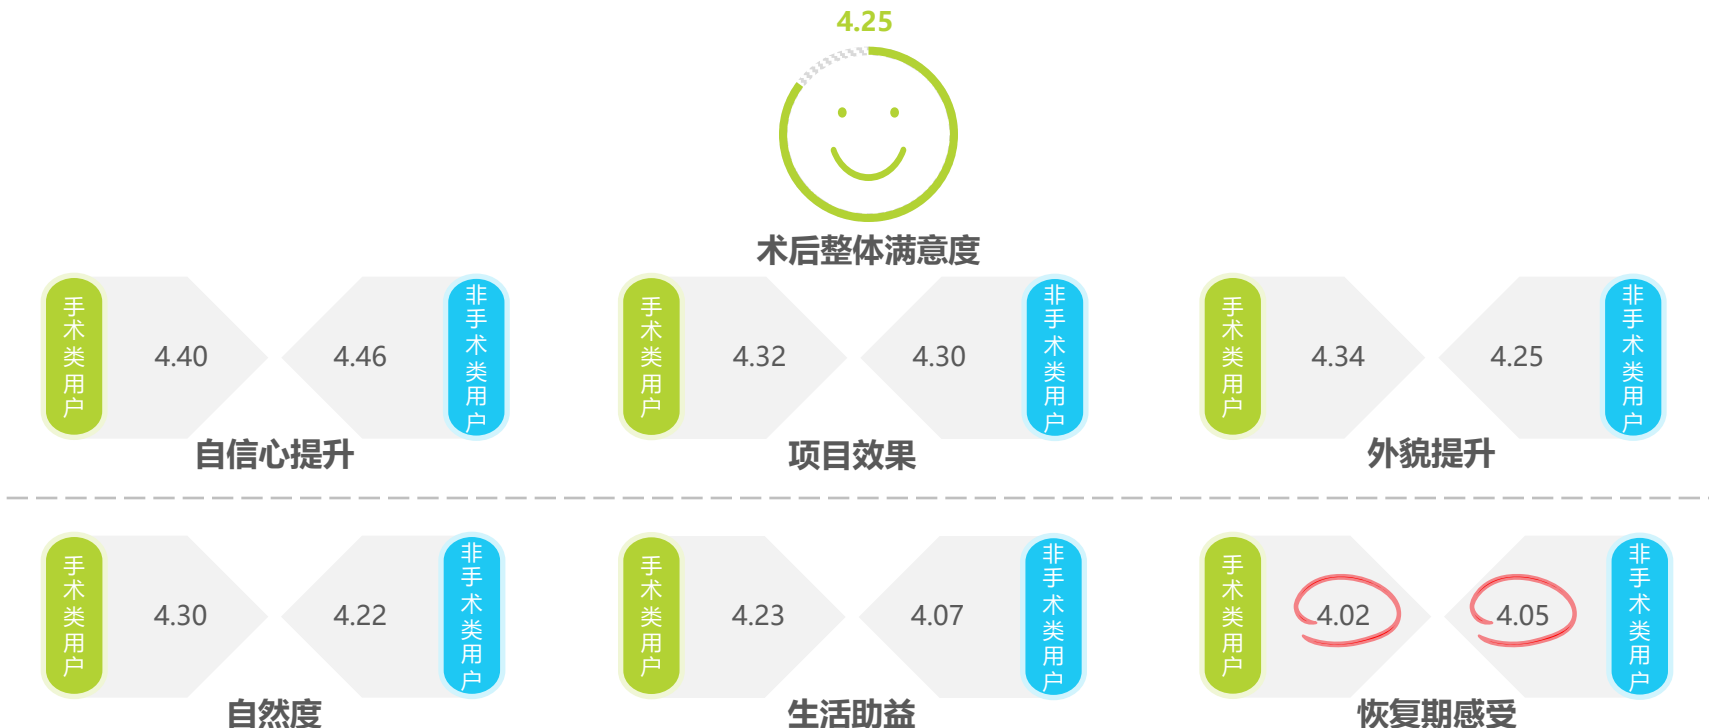 4.25
术后整体满意度
手术类用户
4.40
4.46
非手术类用户
自信心提升
手术类用户
4.32
4.30
非手术类用户
项目效果
手术类用户
4.34
4.25
非手术类用户
外貌提升
手术类用户
4.30
4.22
非手术类用户
自然度
手术类用户
4.23
4.07
非手术类用户
生活助益
手术类用户
4.02
4.05
非手术类用户
恢复期感受